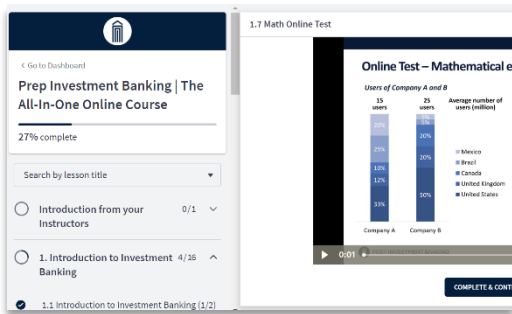 < Go to Dashboard
Prep Investment Banking | The
All-In-One Online Course
27% complete
Search by lesson title
Introduction from your
Instructors
0/1
1. Introduction to Investment
Banking
4/16
1.1 Introduction to Investment Banking (1/2)
1.7 Math Online Test
Online Test – Mathematical e
Users of Company A and B
15
users
25
users
Average number of
users (million)
20%
25%
10%
12%
33%
5%
5%
20%
20%
50%
Mexico
Brazil
Canada
United Kingdom
United States
Company A
Company B
0:01
PREP INVESTMENT BANKING
COMPLETE & CONT